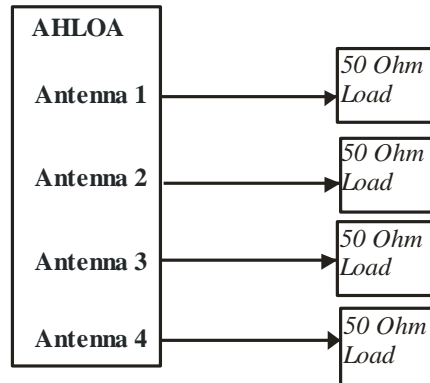 AHLOA
Antenna 1
50 Ohm
Load
Antenna 2
50 Ohm
Load
Antenna 3
50 Ohm
Load
Antenna 4
50 Ohm
Load